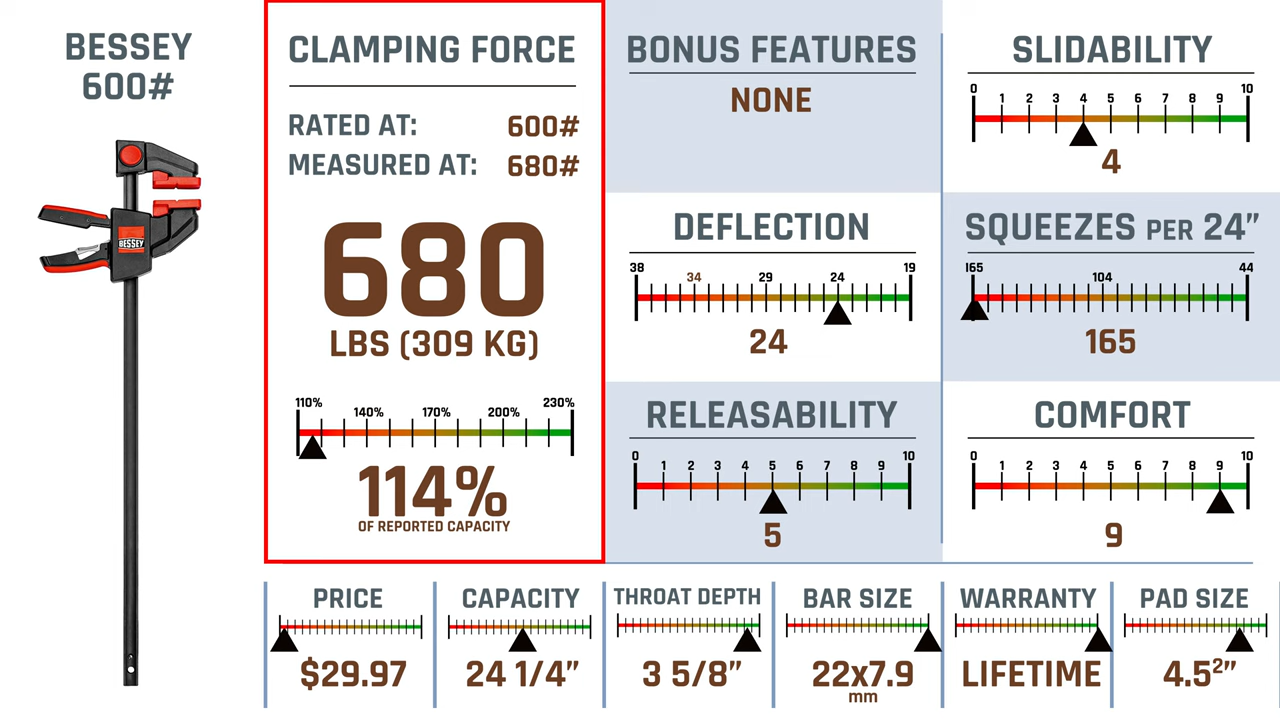 BESSEY
600#
BESSEY
CLAMPING FORCE
RATED AT: 600#
MEASURED AT: 680#
680
LBS (309 KG)
110% 140% 170% 200% 230%
114%
OF REPORTED CAPACITY
BONUS FEATURES
NONE
SLIDABILITY
0 1 2 3 4 5 6 7 8 9 10
4
DEFLECTION
38 34 29 24 19
24
SQUEEZES PER 24”
165 104 44
165
RELEASABILITY
0 1 2 3 4 5 6 7 8 9 10
5
COMFORT
0 1 2 3 4 5 6 7 8 9 10
9
PRICE
$29.97
CAPACITY
24 1/4”
THROAT DEPTH
3 5/8”
BAR SIZE
22x7.9
mm
WARRANTY
LIFETIME
PAD SIZE
4.5²”